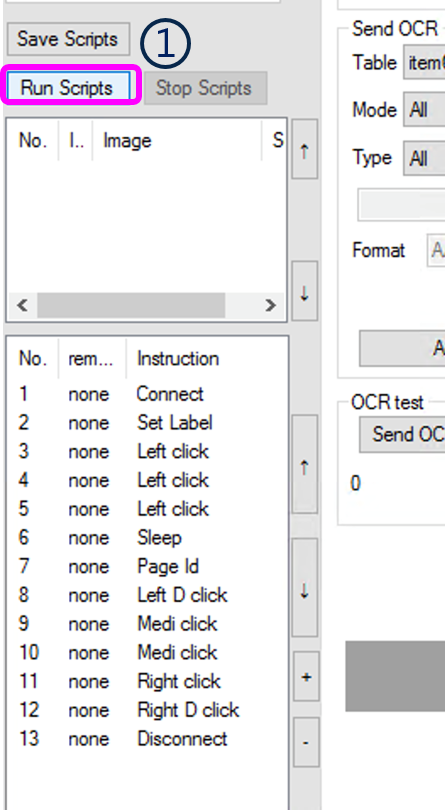 Save Scripts
1
Run Scripts Stop Scripts
No. I.. Image S
↑
↓
No. rem... Instruction
1 none Connect
2 none Set Label
3 none Left click
4 none Left click
5 none Left click
6 none Sleep
7 none Page Id
8 none Left D click
9 none Medi click
10 none Medi click
11 none Right click
12 none Right D click
13 none Disconnect
↑
↓
+
-
Send OCR
Table item
Mode All
Type All
Format A
A
OCR test
Send OC
0